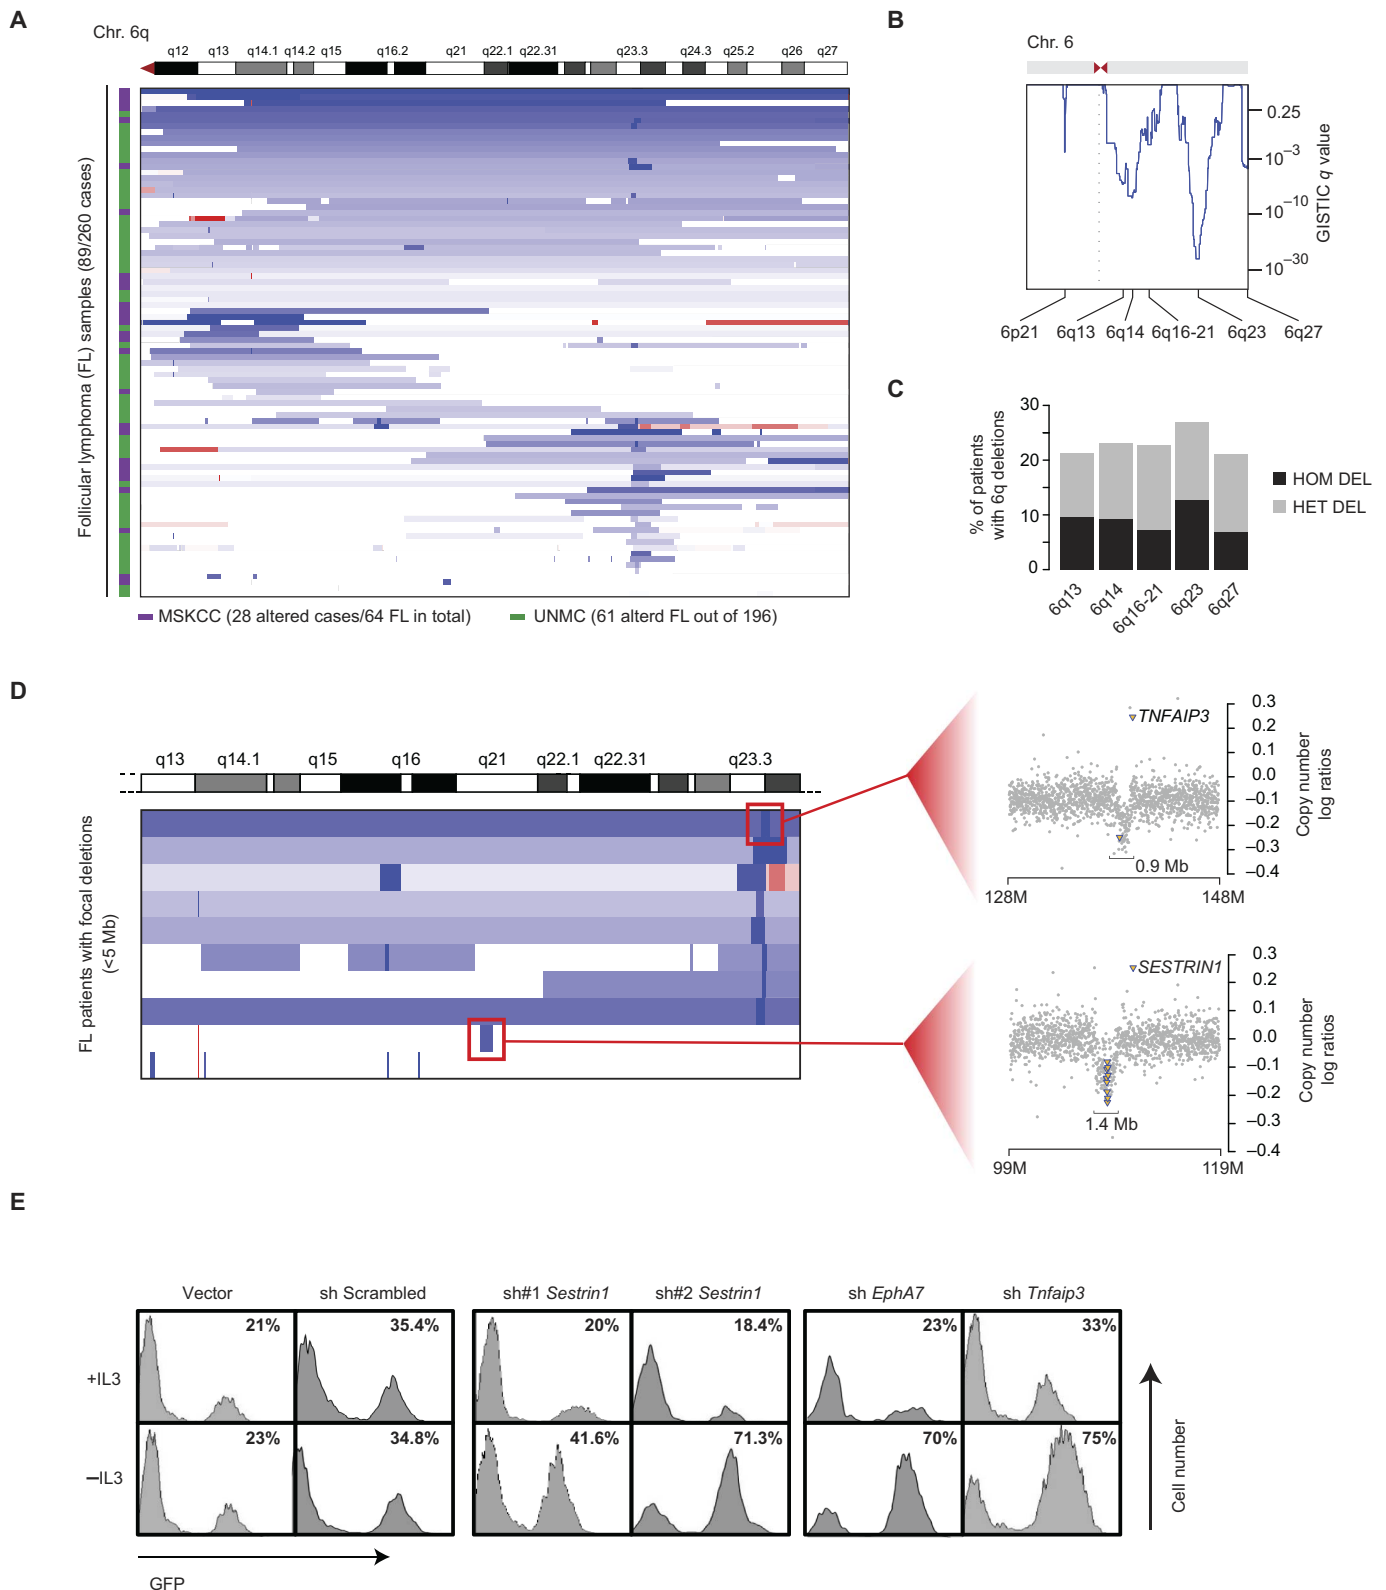 A
Chr. 6q
q12 q13 q14.1 q14.2 q15 q16.2 q21 q22.1 q22.31 q23.3 q24.3 q25.2 q26 q27
Follicular lymphoma (FL) samples (89/260 cases)
MSKCC (28 altered cases/64 FL in total)
UNMC (61 alterd FL out of 196)
B
Chr. 6
0.25
10–3
10–10
10–30
GISTIC q value
6p21 6q13 6q14 6q16-21 6q23 6q27
C
% of patients
with 6q deletions
30
20
10
0
6q13 6q14 6q16-21 6q23 6q27
HOM DEL
HET DEL
D
q13 q14.1 q15 q16 q21 q22.1 q22.31 q23.3
FL patients with focal deletions
(<5 Mb)
TNFAIP3
0.3
0.2
0.1
0.0
–0.1
–0.2
–0.3
–0.4
Copy number
log ratios
0.9 Mb
128M 148M
SESTRIN1
0.3
0.2
0.1
0.0
–0.1
–0.2
–0.3
–0.4
Copy number
log ratios
1.4 Mb
99M 119M
E
Vector sh Scrambled sh#1 Sestrin1 sh#2 Sestrin1 sh EphA7 sh Tnfaip3
+IL3
21% 35.4% 20% 18.4% 23% 33%
–IL3
23% 34.8% 41.6% 71.3% 70% 75%
Cell number
GFP